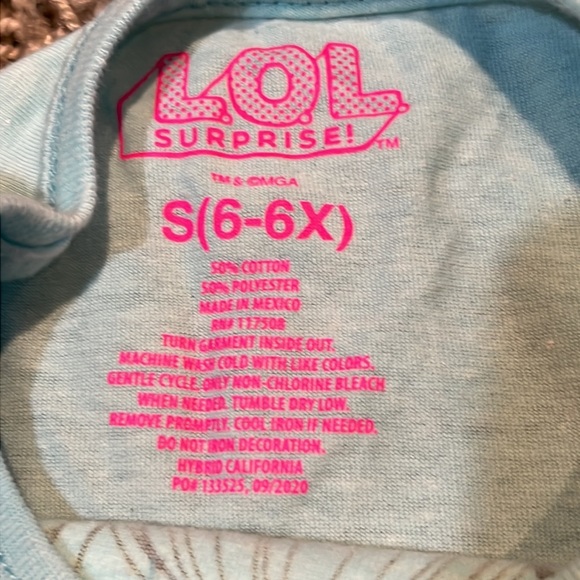 L.O.L.
SURPRISE! TM
TM & ©MGA
S(6-6X)
50% COTTON
50% POLYESTER
MADE IN MEXICO
RN# 117508
TURN GARMENT INSIDE OUT.
MACHINE WASH COLD WITH LIKE COLORS,
GENTLE CYCLE. ONLY NON-CHLORINE BLEACH
WHEN NEEDED. TUMBLE DRY LOW.
REMOVE PROMPTLY. COOL IRON IF NEEDED.
DO NOT IRON DECORATION.
HYBRID CALIFORNIA
PO# 133525, 09/2020